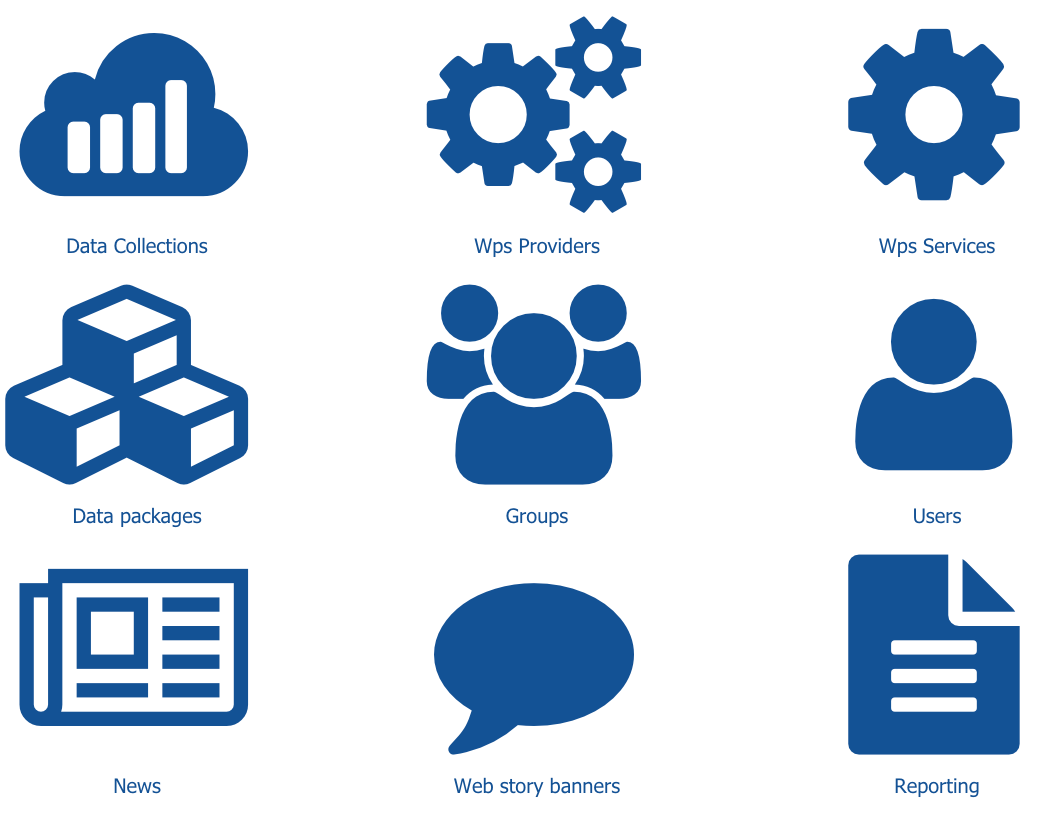 Data Collections
Wps Providers
Wps Services
Data packages
Groups
Users
News
Web story banners
Reporting